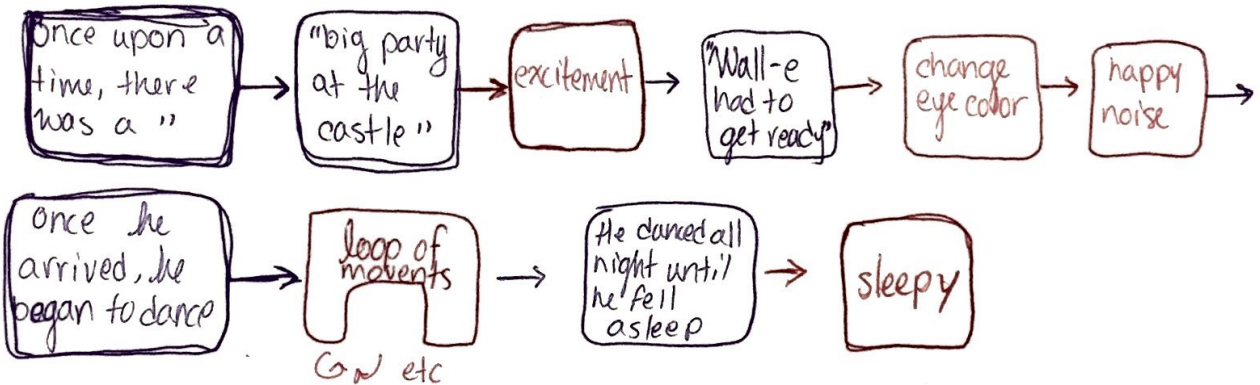 once upon a
time, there
was a "
"big party
at the
castle"
excitement
"Wall-e
had to
get ready"
change
eye color
happy
noise
once he
arrived, he
began to dance
loop of
movents
etc
He danced all
night until
he fell
asleep
sleepy